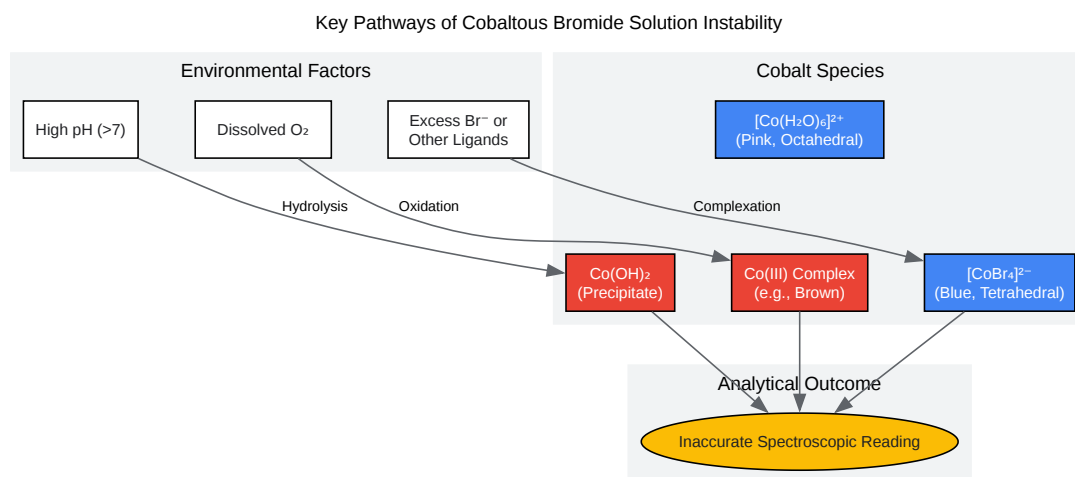 Key Pathways of Cobaltous Bromide Solution Instability
Environmental Factors
Cobalt Species
High pH (>7)
Dissolved O₂
Excess Br⁻ or
Other Ligands
[Co(H₂O)₆]²⁺
(Pink, Octahedral)
Hydrolysis
Oxidation
Complexation
Co(OH)₂
(Precipitate)
Co(III) Complex
(e.g., Brown)
[CoBr₄]²⁻
(Blue, Tetrahedral)
Analytical Outcome
Inaccurate Spectroscopic Reading